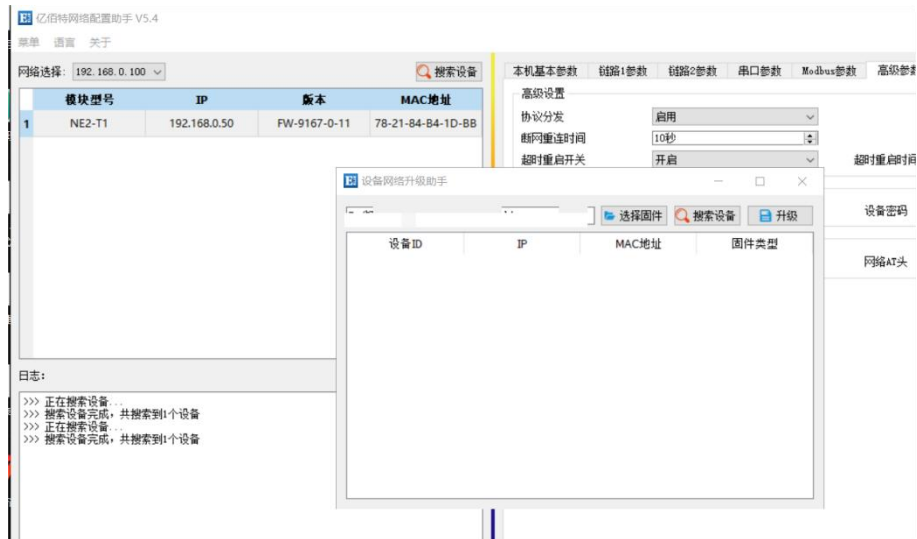 亿佰特网络配置助手 V5.4
菜单 语言 关于
网络选择: 192.168.0.100 搜索设备
模块型号 IP 版本 MAC地址
1 NE2-T1 192.168.0.50 FW-9167-0-11 78-21-84-B4-1D-BB
日志:
>>> 正在搜索设备...
>>> 搜索设备完成，共搜索到1个设备
>>> 正在搜索设备...
>>> 搜索设备完成，共搜索到1个设备
本机基本参数 链路1参数 链路2参数 串口参数 Modbus参数 高级参数
高级设置
协议分发 启用
断网重连时间 10秒
超时重启开关 开启 超时重启时间
设备密码
网络AT头
设备网络升级助手
选择固件 搜索设备 升级
设备ID IP MAC地址 固件类型